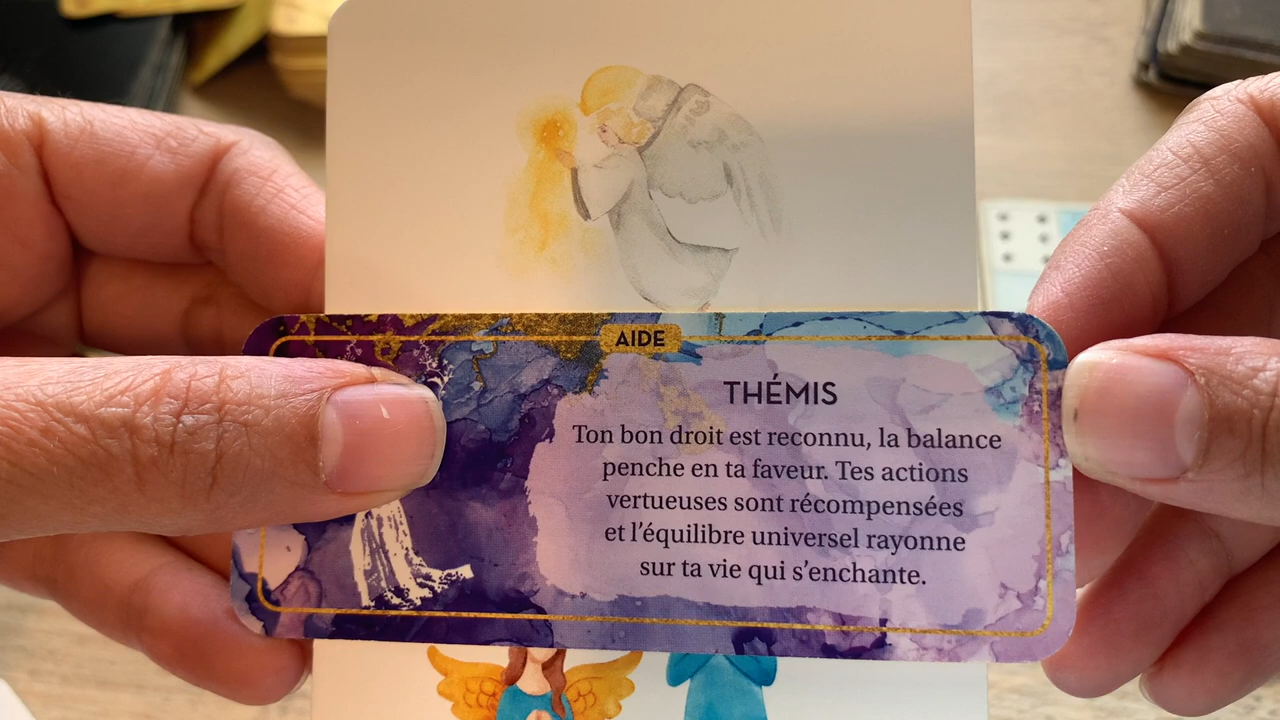 AIDE
THÉMIS
Ton bon droit est reconnu, la balance
penche en ta faveur. Tes actions
vertueuses sont récompensées
et l'équilibre universel rayonne
sur ta vie qui s'enchante.